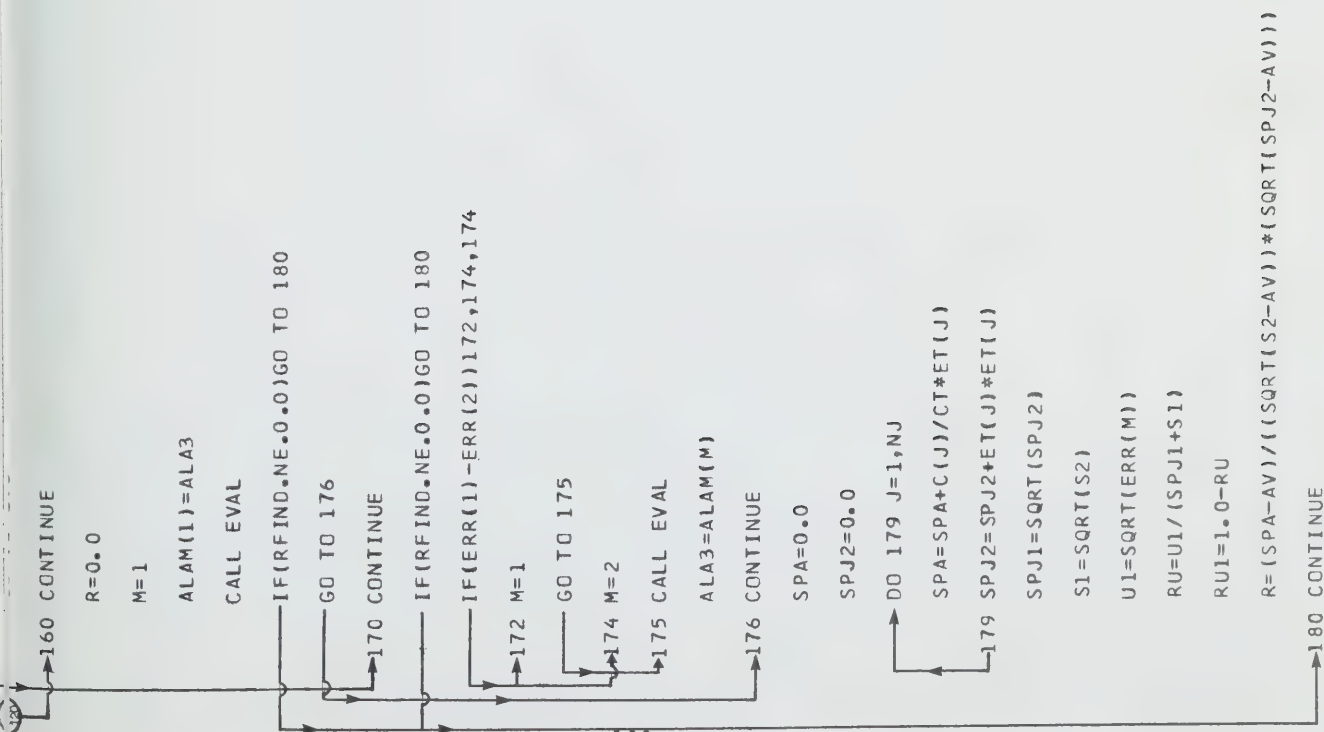 160 CONTINUE
R=0.0
M=1
ALAM(1)=ALA3
CALL EVAL
IF(RFIND.NE.0.0)GO TO 180
GO TO 176
170 CONTINUE
IF(RFIND.NE.0.0)GO TO 180
IF(ERR(1)-ERR(2))172,174,174
172 M=1
GO TO 175
174 M=2
175 CALL EVAL
ALA3=ALAM(M)
176 CONTINUE
SPA=0.0
SPJ2=0.0
DO 179 J=1,NJ
SPA=SPA+C(J)/CT*ET(J)
179 SPJ2=SPJ2+ET(J)*ET(J)
SPJ1=SQRT(SPJ2)
S1=SQRT(S2)
U1=SQRT(ERR(M))
RU=U1/(SPJ1+S1)
RU1=1.0-RU
R=(SPA-AV)/((SQRT(S2-AV))*(SQRT(SPJ2-AV)))
180 CONTINUE
120